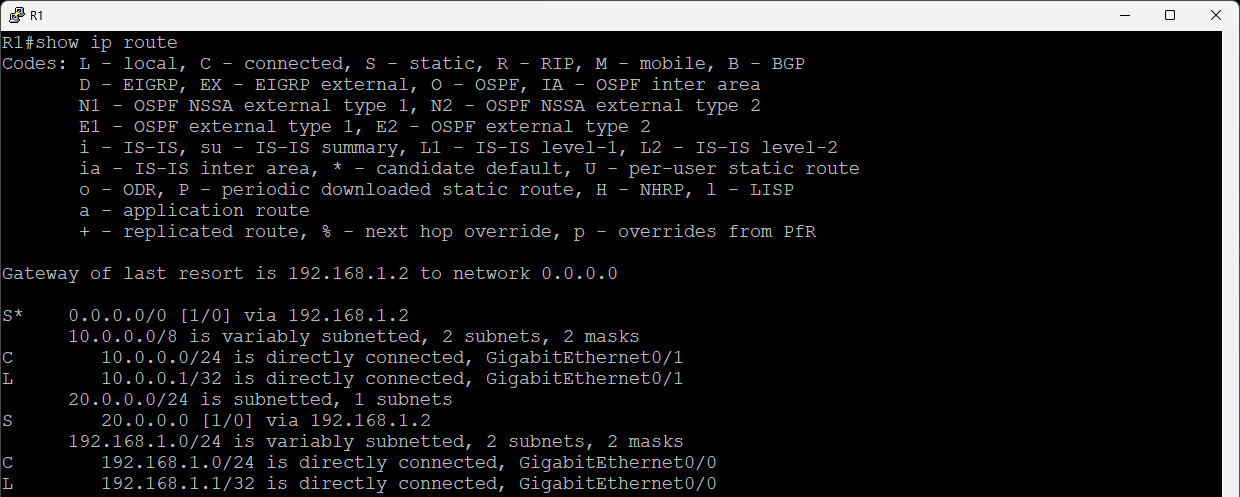 R1
R1#show ip route
Codes: L - local, C - connected, S - static, R - RIP, M - mobile, B - BGP
       D - EIGRP, EX - EIGRP external, O - OSPF, IA - OSPF inter area
       N1 - OSPF NSSA external type 1, N2 - OSPF NSSA external type 2
       E1 - OSPF external type 1, E2 - OSPF external type 2
       i - IS-IS, su - IS-IS summary, L1 - IS-IS level-1, L2 - IS-IS level-2
       ia - IS-IS inter area, * - candidate default, U - per-user static route
       o - ODR, P - periodic downloaded static route, H - NHRP, l - LISP
       a - application route
       + - replicated route, % - next hop override, p - overrides from PfR

Gateway of last resort is 192.168.1.2 to network 0.0.0.0

S*    0.0.0.0/0 [1/0] via 192.168.1.2
      10.0.0.0/8 is variably subnetted, 2 subnets, 2 masks
C        10.0.0.0/24 is directly connected, GigabitEthernet0/1
L        10.0.0.1/32 is directly connected, GigabitEthernet0/1
      20.0.0.0/24 is subnetted, 1 subnets
S        20.0.0.0 [1/0] via 192.168.1.2
      192.168.1.0/24 is variably subnetted, 2 subnets, 2 masks
C        192.168.1.0/24 is directly connected, GigabitEthernet0/0
L        192.168.1.1/32 is directly connected, GigabitEthernet0/0